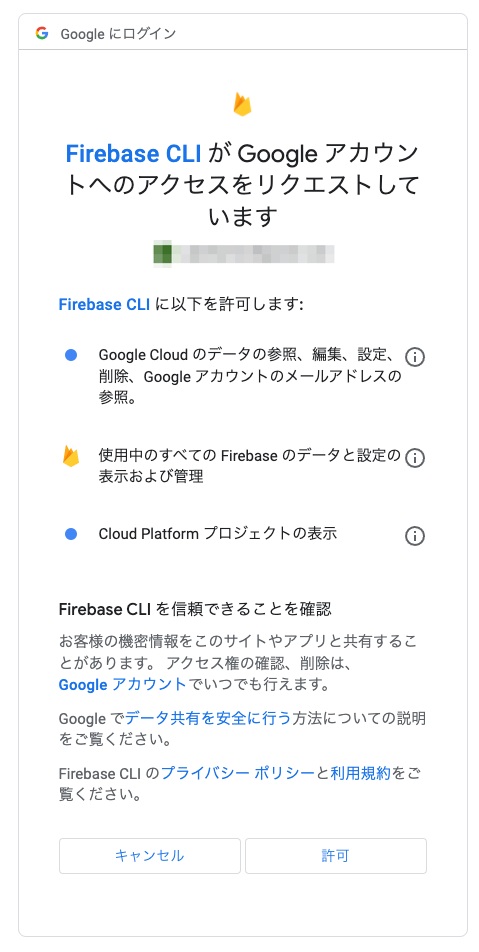 Google にログイン
Firebase CLI が Google アカウン
トへのアクセスをリクエストして
います
Firebase CLI に以下を許可します:
Google Cloud のデータの参照、編集、設定、
削除、Google アカウントのメールアドレスの
参照。
使用中のすべての Firebase のデータと設定の
表示および管理
Cloud Platform プロジェクトの表示
Firebase CLI を信頼できることを確認
お客様の機密情報をこのサイトやアプリと共有するこ
とがあります。 アクセス権の確認、削除は、
Google アカウントでいつでも行えます。
Google でデータ共有を安全に行う方法についての説明
をご覧ください。
Firebase CLI のプライバシー ポリシーと利用規約をご
覧ください。
キャンセル
許可